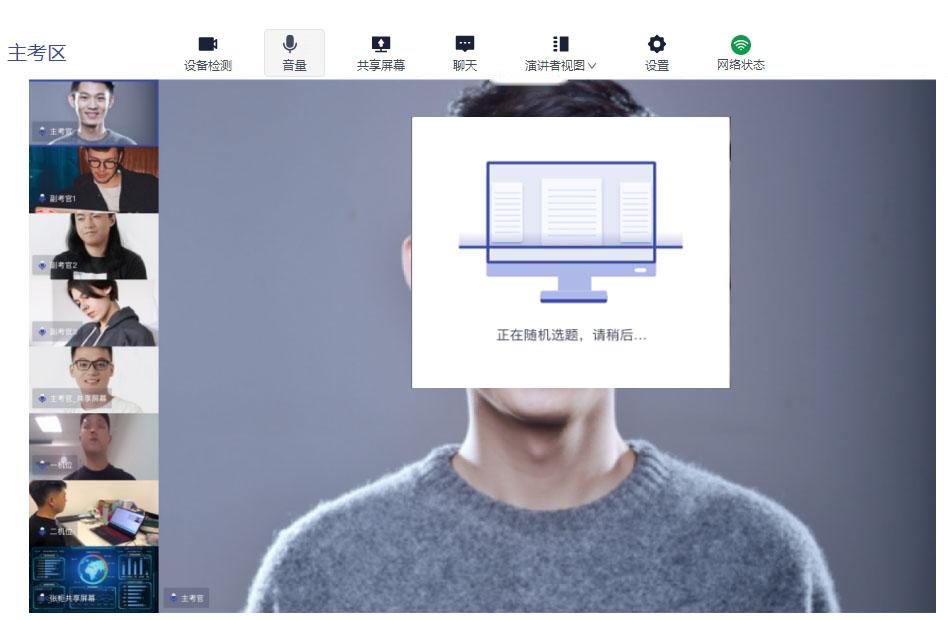 主考区
设备检测
音量
共享屏幕
聊天
演讲者视图
设置
网络状态
主考官
副考官1
副考官2
副考官3
主考官_共享屏幕
一机位
二机位
张柜共享屏幕
主考官
正在随机选题，请稍后...